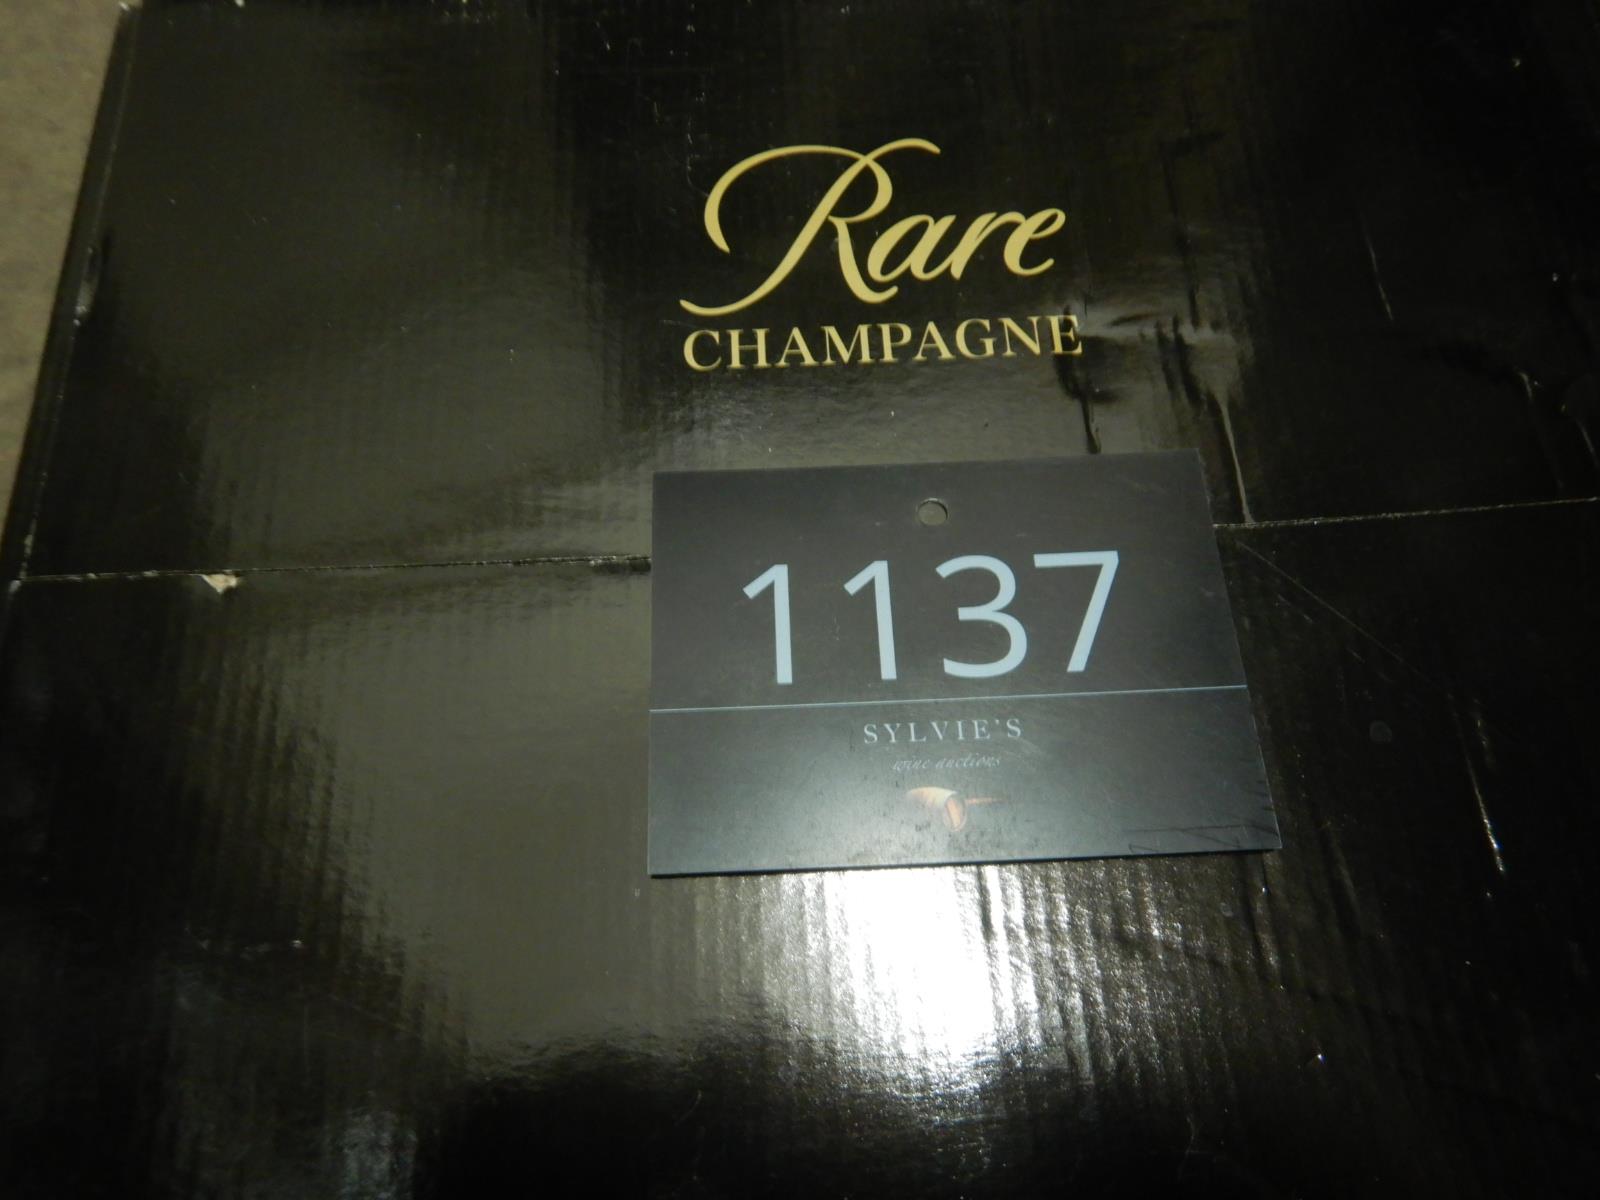 Rare
CHAMPAGNE
1137
SYLVIE'S
wine auctions